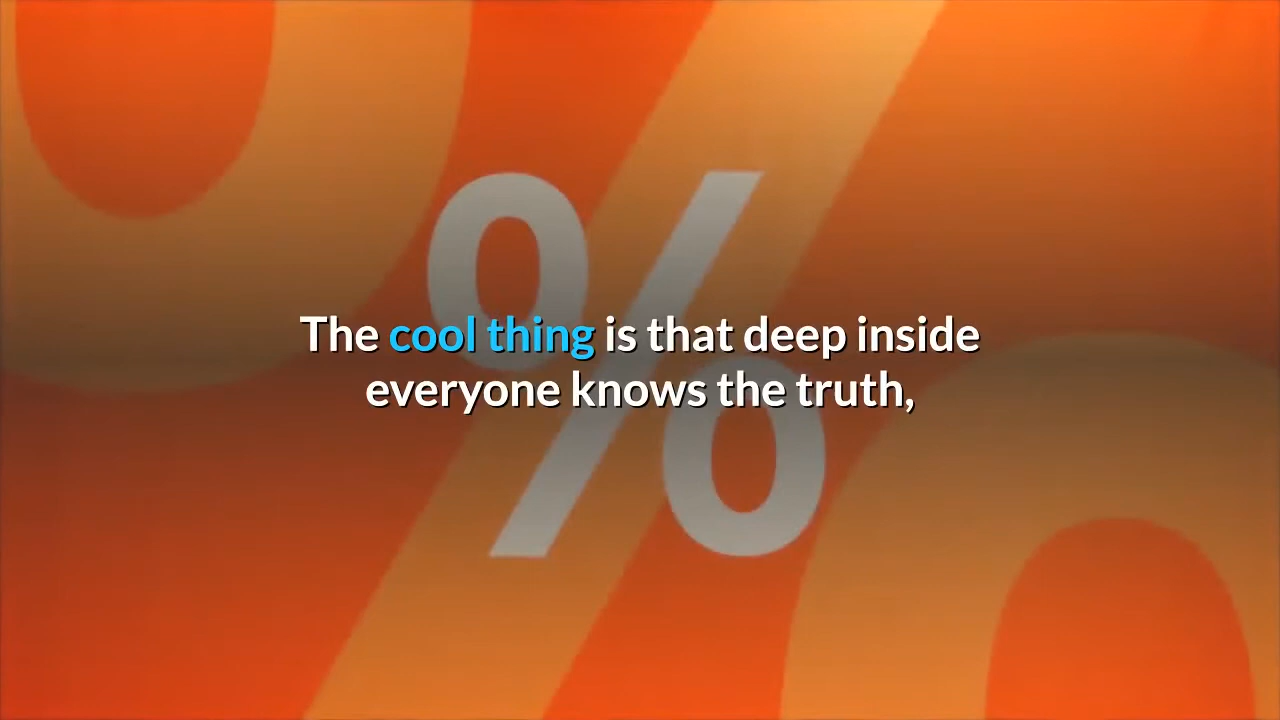 %
The cool thing is that deep inside
everyone knows the truth,